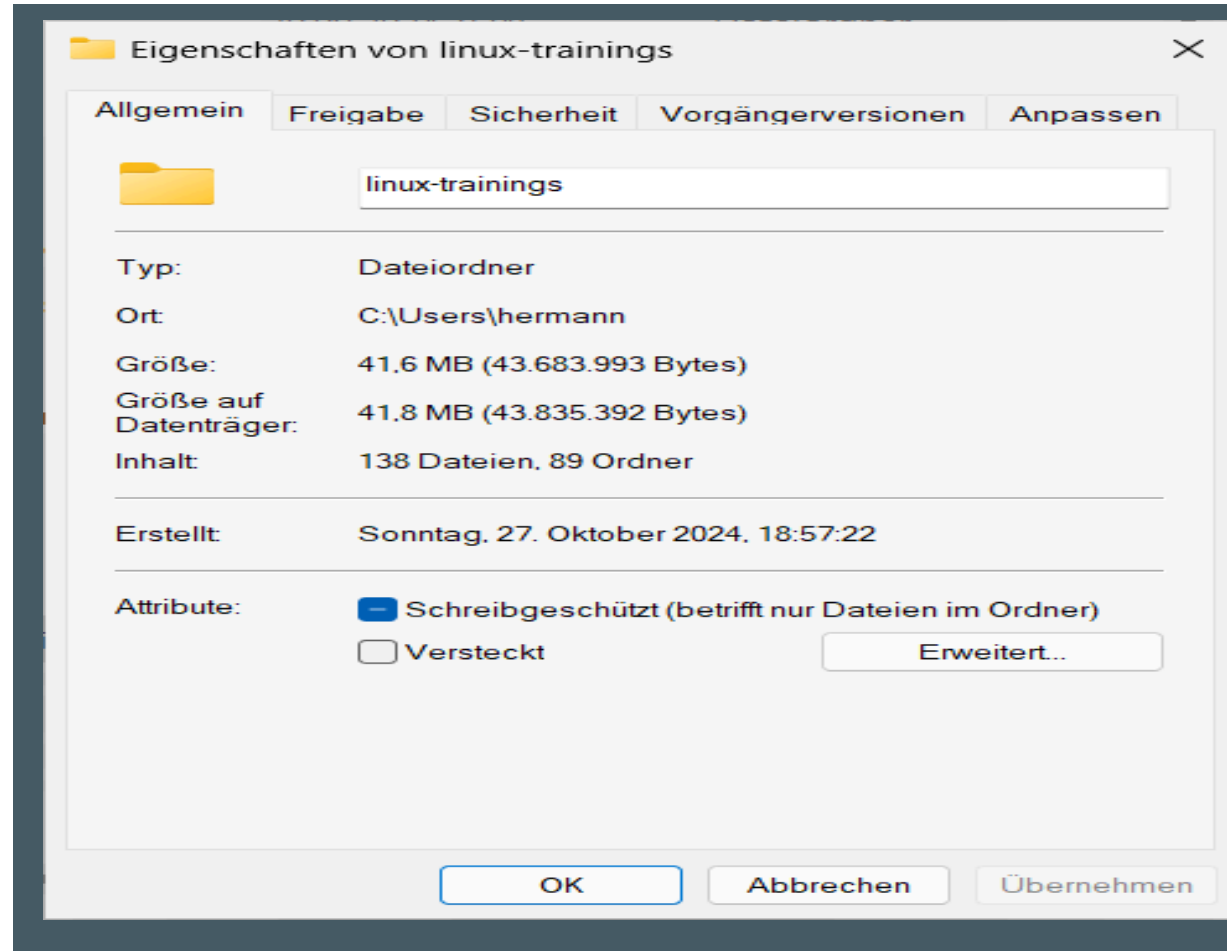 Eigenschaften von linux-trainings
Allgemein Freigabe Sicherheit Vorgängerversionen Anpassen
linux-trainings
Typ: Dateiordner
Ort: C:\Users\hermann
Größe: 41,6 MB (43.683.993 Bytes)
Größe auf
Datenträger: 41,8 MB (43.835.392 Bytes)
Inhalt: 138 Dateien, 89 Ordner
Erstellt: Sonntag, 27. Oktober 2024, 18:57:22
Attribute: Schreibgeschützt (betrifft nur Dateien im Ordner)
Versteckt Erweitert...
OK Abbrechen Übernehmen